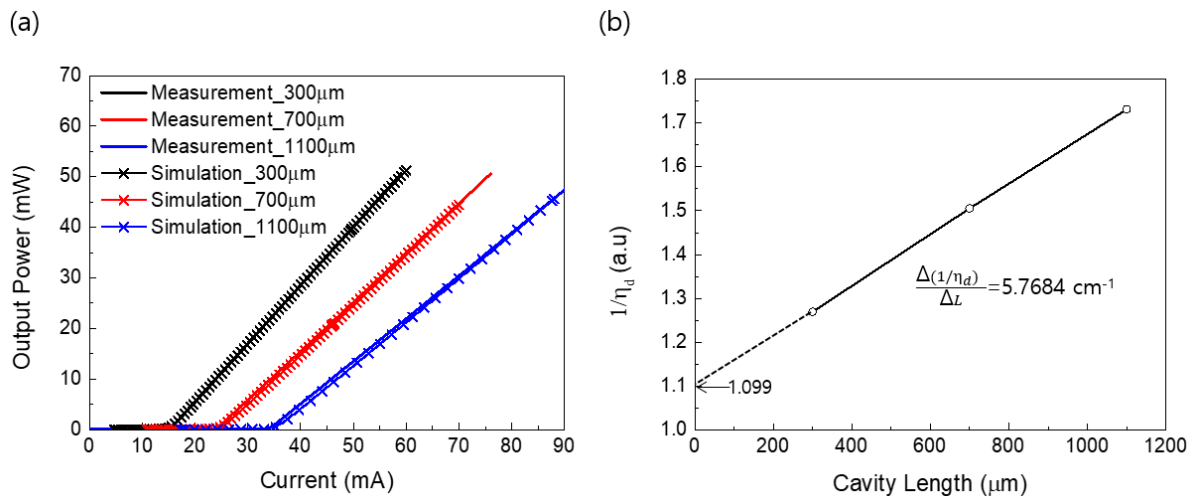 (a)
70
60
50
40
30
20
10
0
Output Power (mW)
Measurement_300μm
Measurement_700μm
Measurement_1100μm
Simulation_300μm
Simulation_700μm
Simulation_1100μm
0 10 20 30 40 50 60 70 80 90
Current (mA)
(b)
1.8
1.7
1.6
1.5
1.4
1.3
1.2
1.1
1.0
1/η_d (a.u)
Δ(1/η_d)/ΔL=5.7684 cm⁻¹
1.099
0 200 400 600 800 1000 1200
Cavity Length (μm)